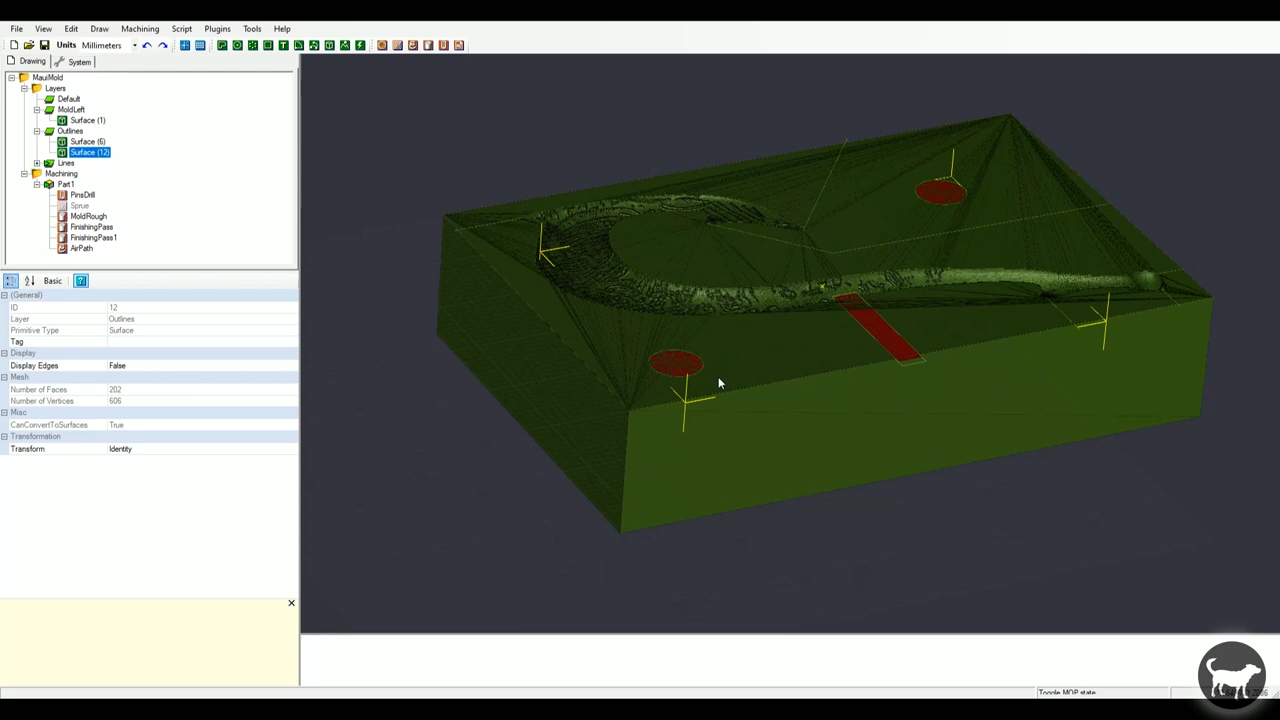 File View Edit Draw Machining Script Plugins Tools Help
Units Millimeters
Drawing System
MauiMold
Layers
Default
MoldLeft
Surface (1)
Outlines
Surface (6)
Surface (12)
Lines
Machining
Part1
PinsDrill
Sprue
MoldRough
FinishingPass
FinishingPass1
AirPath
Basic
(General)
ID 12
Layer Outlines
Primitive Type Surface
Tag
Display
Display Edges False
Mesh
Number of Faces 202
Number of Vertices 606
Misc
CanConvertToSurfaces True
Transformation
Transform Identity
Toggle MOP state